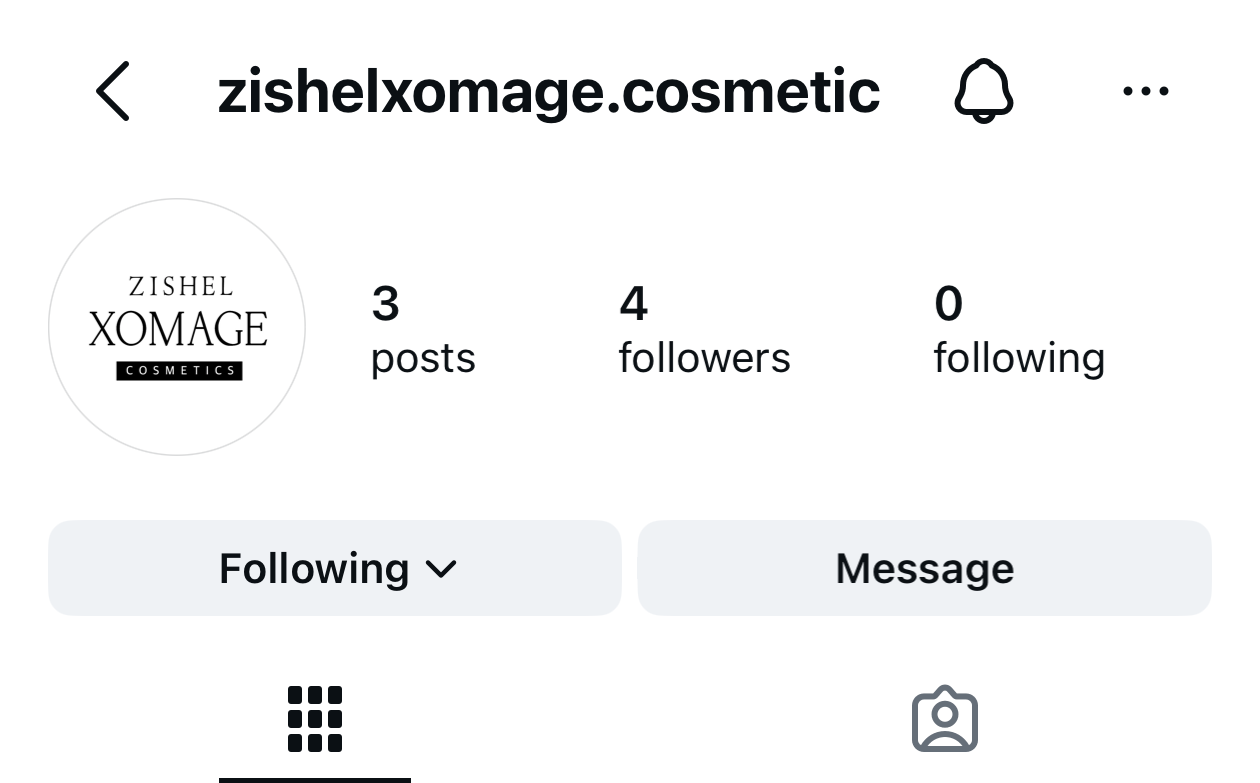 zishelxomage.cosmetic
ZISHEL
XOMAGE
COSMETICS
3 4 0
posts followers following
Following Message